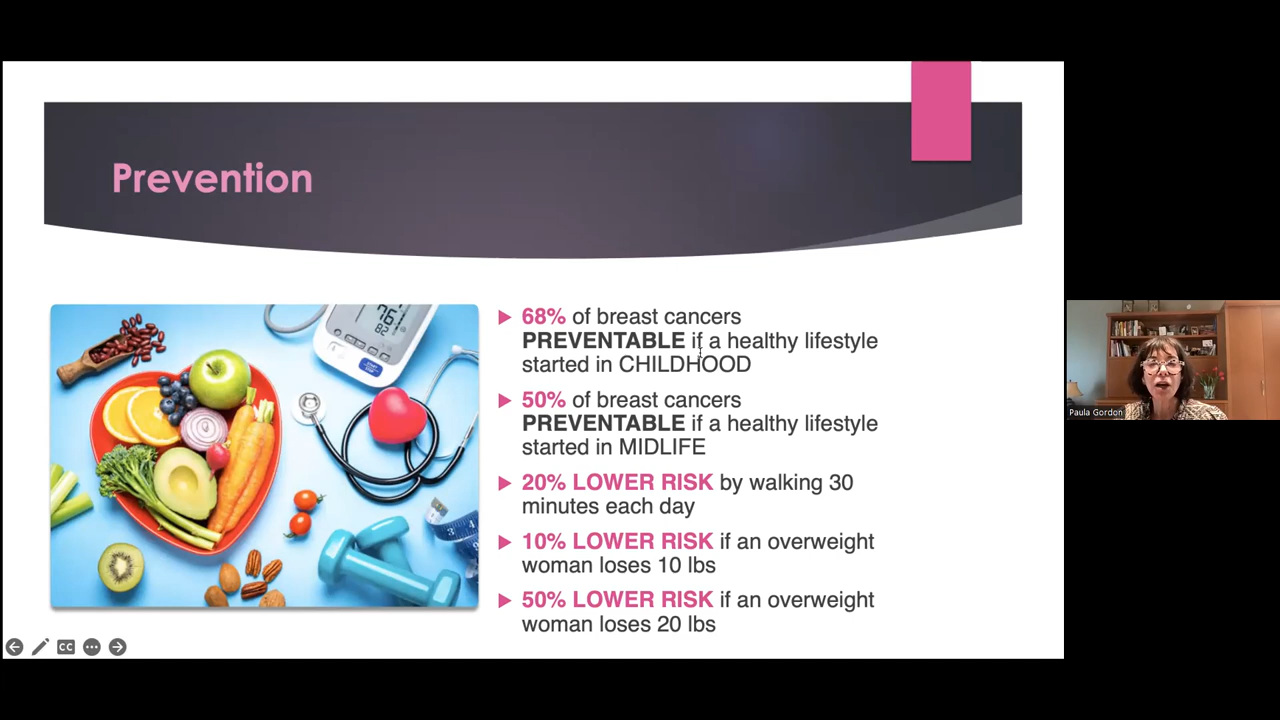 Prevention
68% of breast cancers
PREVENTABLE if a healthy lifestyle
started in CHILDHOOD
50% of breast cancers
PREVENTABLE if a healthy lifestyle
started in MIDLIFE
20% LOWER RISK by walking 30
minutes each day
10% LOWER RISK if an overweight
woman loses 10 lbs
50% LOWER RISK if an overweight
woman loses 20 lbs
82
CC
Paula Gordon